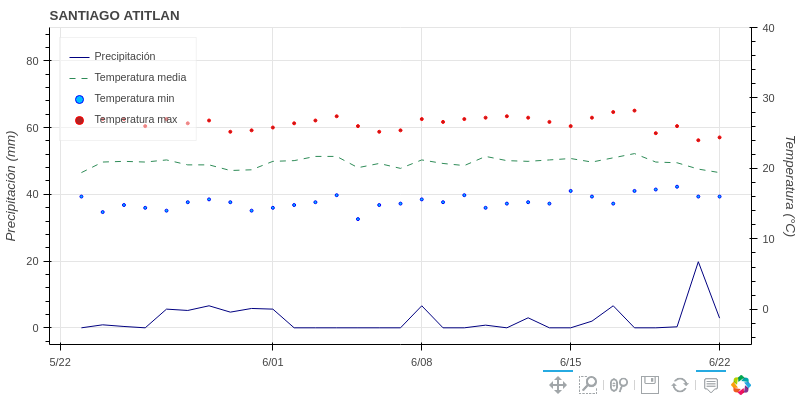 SANTIAGO ATITLAN
Precipitación
Temperatura media
Temperatura min
Temperatura max
Precipitación (mm)
80
60
40
20
0
Temperatura (°C)
40
30
20
10
0
5/22
6/01
6/08
6/15
6/22